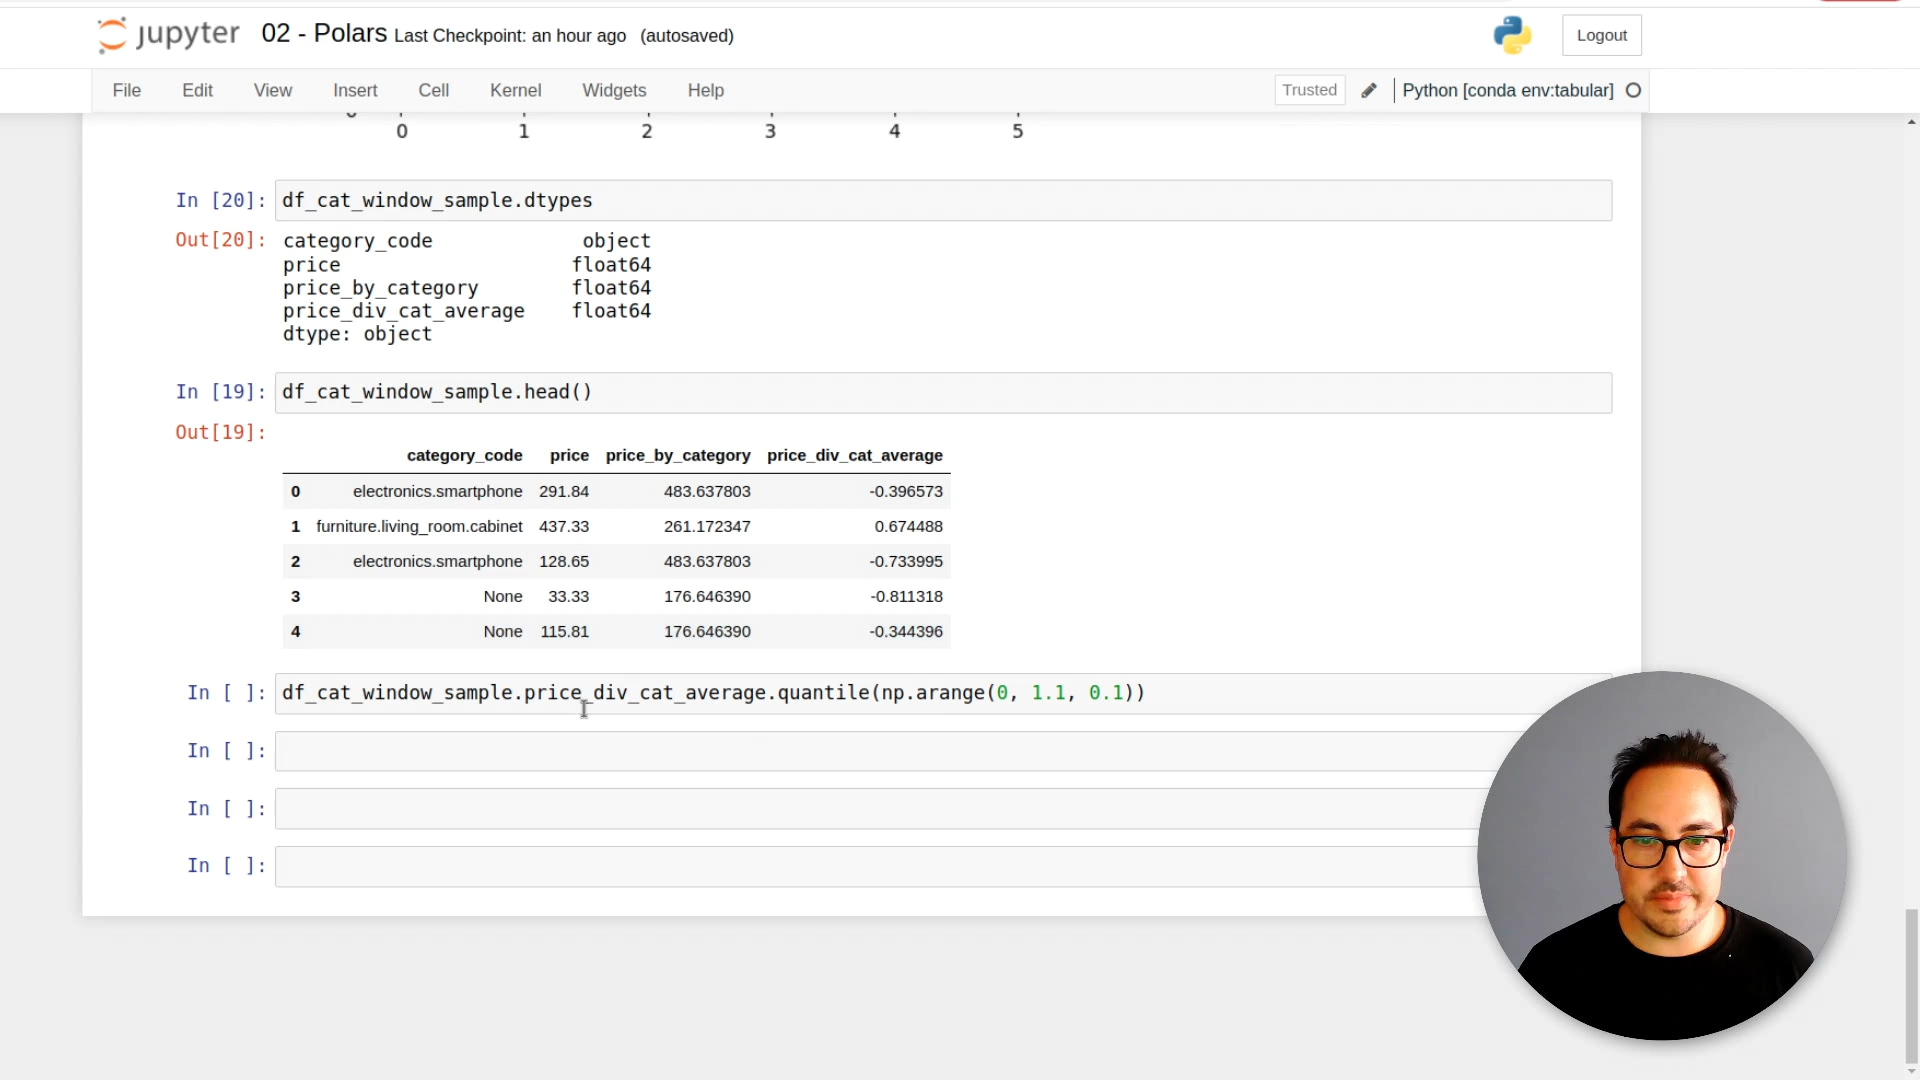 jupyter 02 - Polars Last Checkpoint: an hour ago (autosaved) Logout
File Edit View Insert Cell Kernel Widgets Help Trusted Python [conda env:tabular]
0 1 2 3 4 5
In [20]: df_cat_window_sample.dtypes
Out[20]: category_code object
price float64
price_by_category float64
price_div_cat_average float64
dtype: object
In [19]: df_cat_window_sample.head()
Out[19]:
category_code price price_by_category price_div_cat_average
0 electronics.smartphone 291.84 483.637803 -0.396573
1 furniture.living_room.cabinet 437.33 261.172347 0.674488
2 electronics.smartphone 128.65 483.637803 -0.733995
3 None 33.33 176.646390 -0.811318
4 None 115.81 176.646390 -0.344396
In [ ]: df_cat_window_sample.price_div_cat_average.quantile(np.arange(0, 1.1, 0.1))
In [ ]:
In [ ]:
In [ ]: